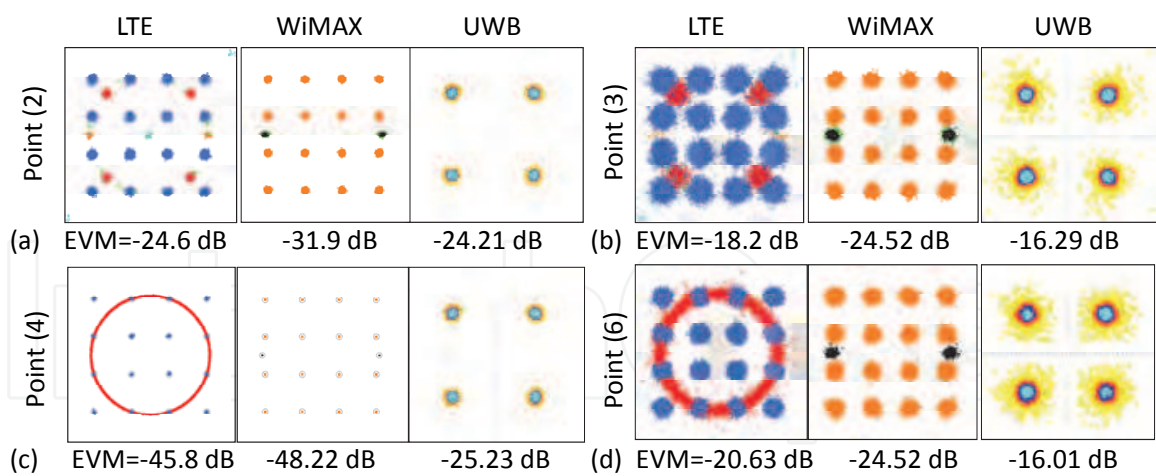 LTE WiMAX UWB LTE WiMAX UWB
Point (2)
Point (3)
(a) EVM=-24.6 dB -31.9 dB -24.21 dB
(b) EVM=-18.2 dB -24.52 dB -16.29 dB
Point (4)
Point (6)
(c) EVM=-45.8 dB -48.22 dB -25.23 dB
(d) EVM=-20.63 dB -24.52 dB -16.01 dB